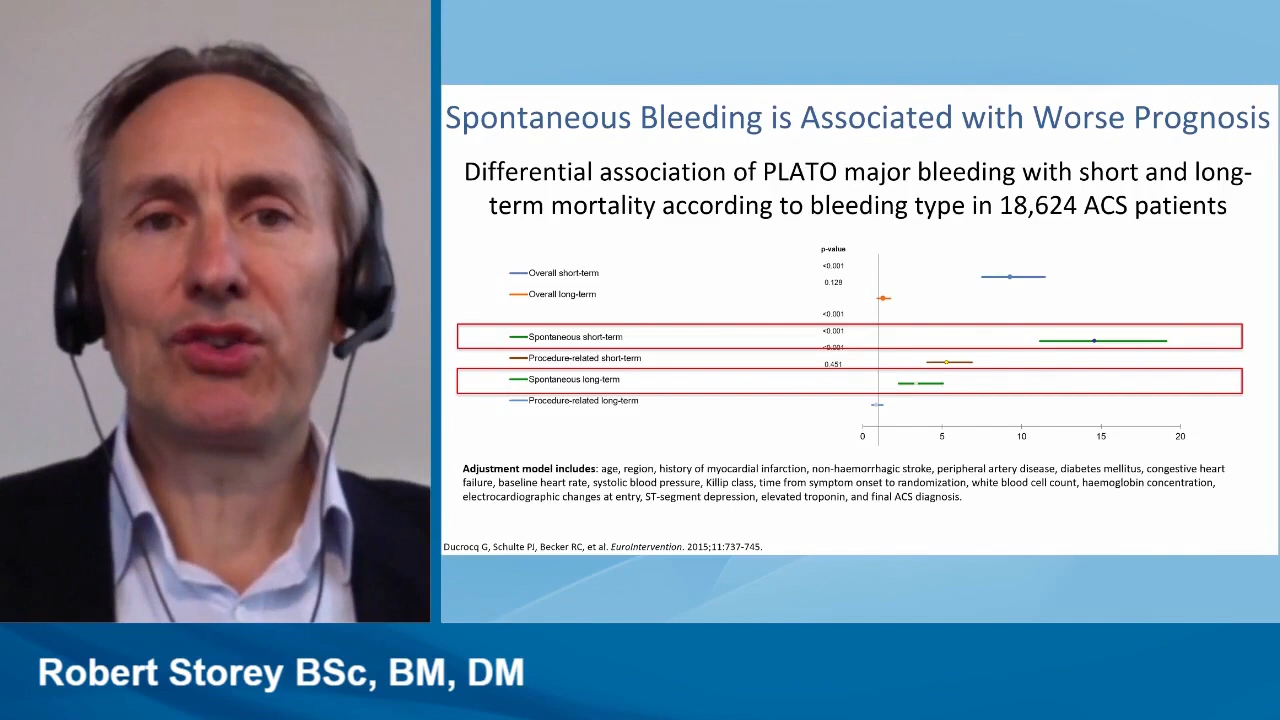 Spontaneous Bleeding is Associated with Worse Prognosis
Differential association of PLATO major bleeding with short and long-
term mortality according to bleeding type in 18,624 ACS patients
p-value
<0.001
Overall short-term
0.128
Overall long-term
<0.001
<0.001
Spontaneous short-term
<0.001
Procedure-related short-term
0.451
Spontaneous long-term
Procedure-related long-term
0 5 10 15 20
Adjustment model includes: age, region, history of myocardial infarction, non-haemorrhagic stroke, peripheral artery disease, diabetes mellitus, congestive heart
failure, baseline heart rate, systolic blood pressure, Killip class, time from symptom onset to randomization, white blood cell count, haemoglobin concentration,
electrocardiographic changes at entry, ST-segment depression, elevated troponin, and final ACS diagnosis.
Ducrocq G, Schulte PJ, Becker RC, et al. EuroIntervention. 2015;11:737-745.
Robert Storey BSc, BM, DM